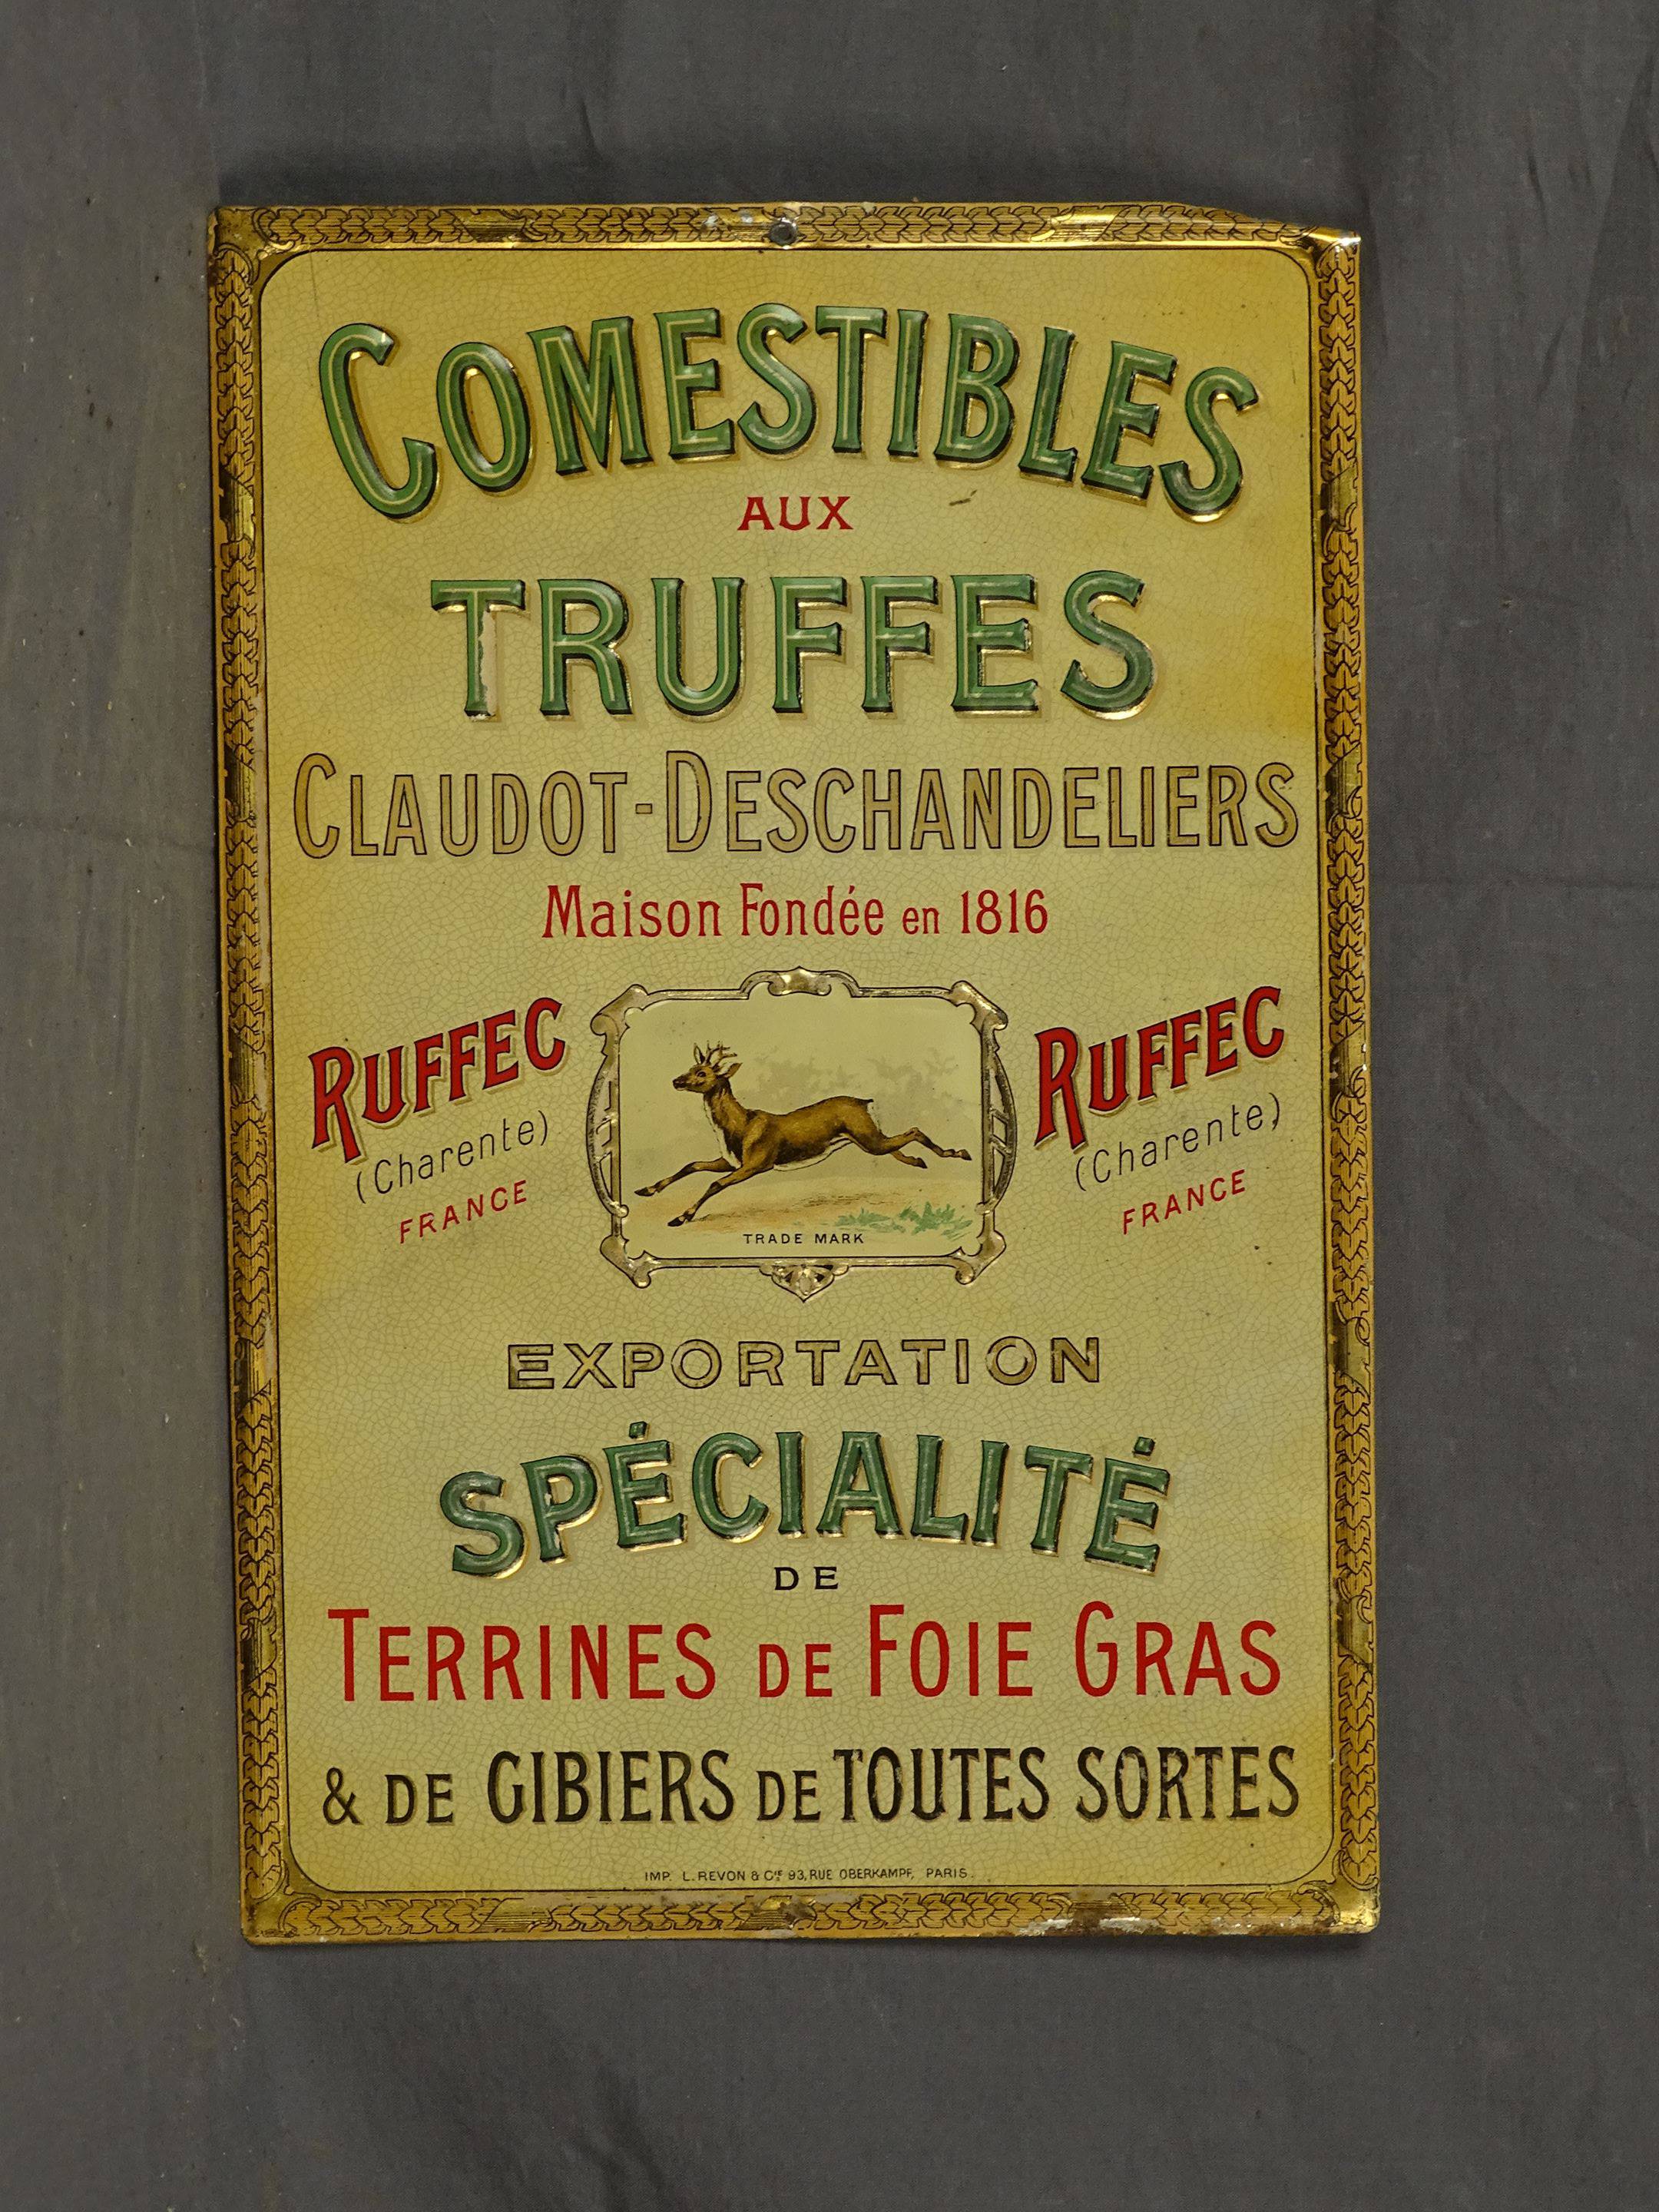 COMESTIBLES
AUX
TRUFFES
CLAUDOT-DESCHANDELIERS
Maison Fondée en 1816
RUFFEC
(Charente)
FRANCE
TRADE MARK
RUFFEC
(Charente)
FRANCE
EXPORTATION
SPÉCIALITÉ
DE
TERRINES DE FOIE GRAS
& DE GIBIERS DE TOUTES SORTES
IMP. L. REVON & CIE 93, RUE OBERKAMPF, PARIS.